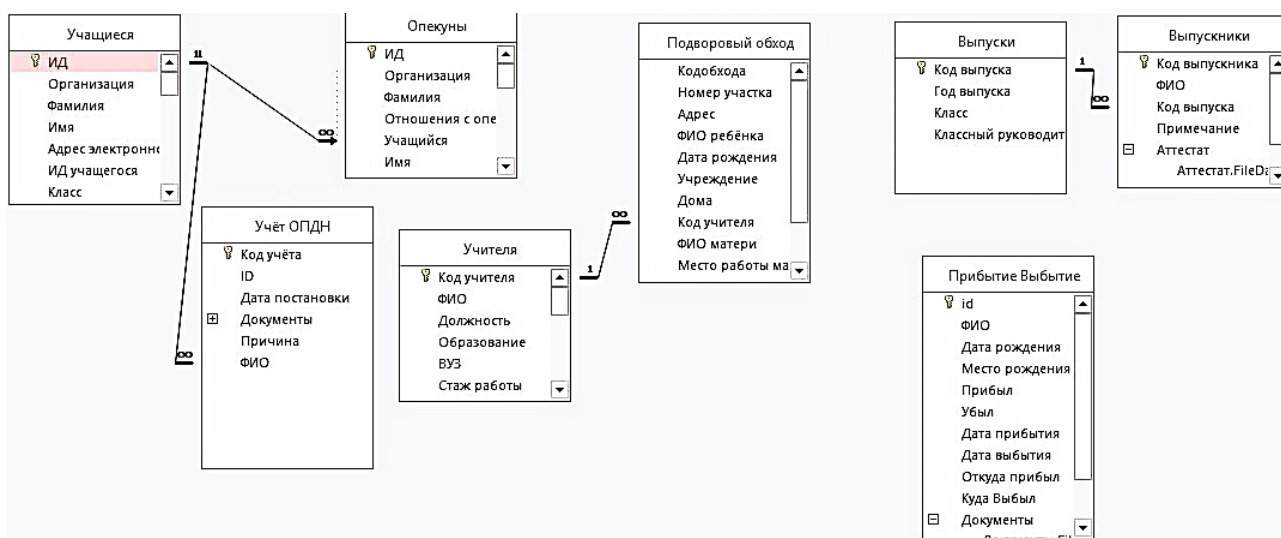 Учащиеся
ИД
Организация
Фамилия
Имя
Адрес электронно
ИД учащегося
Класс
1
1
∞
∞
Опекуны
ИД
Организация
Фамилия
Отношения с опе
Учащийся
Имя
Учёт ОПДН
Код учёта
ID
Дата постановки
Документы
Причина
ФИО
Учителя
Код учителя
ФИО
Должность
Образование
ВУЗ
Стаж работы
1
∞
Подворовый обход
Кодобхода
Номер участка
Адрес
ФИО ребёнка
Дата рождения
Учреждение
Дома
Код учителя
ФИО матери
Место работы ма
Выпуски
Код выпуска
Год выпуска
Класс
Классный руководит
1
∞
Выпускники
Код выпускника
ФИО
Код выпуска
Примечание
Аттестат
Аттестат.FileDa
Прибытие Выбытие
id
ФИО
Дата рождения
Место рождения
Прибыл
Убыл
Дата прибытия
Дата выбытия
Откуда прибыл
Куда Выбыл
Документы